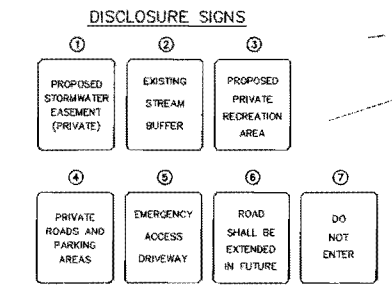 DISCLOSURE SIGNS
1
PROPOSED
STORMWATER
EASEMENT
(PRIVATE)
2
EXISTING
STREAM
BUFFER
3
PROPOSED
PRIVATE
RECREATION
AREA
4
PRIVATE
ROADS AND
PARKING
AREAS
5
EMERGENCY
ACCESS
DRIVEWAY
6
ROAD
SHALL BE
EXTENDED
IN FUTURE
7
DO
NOT
ENTER